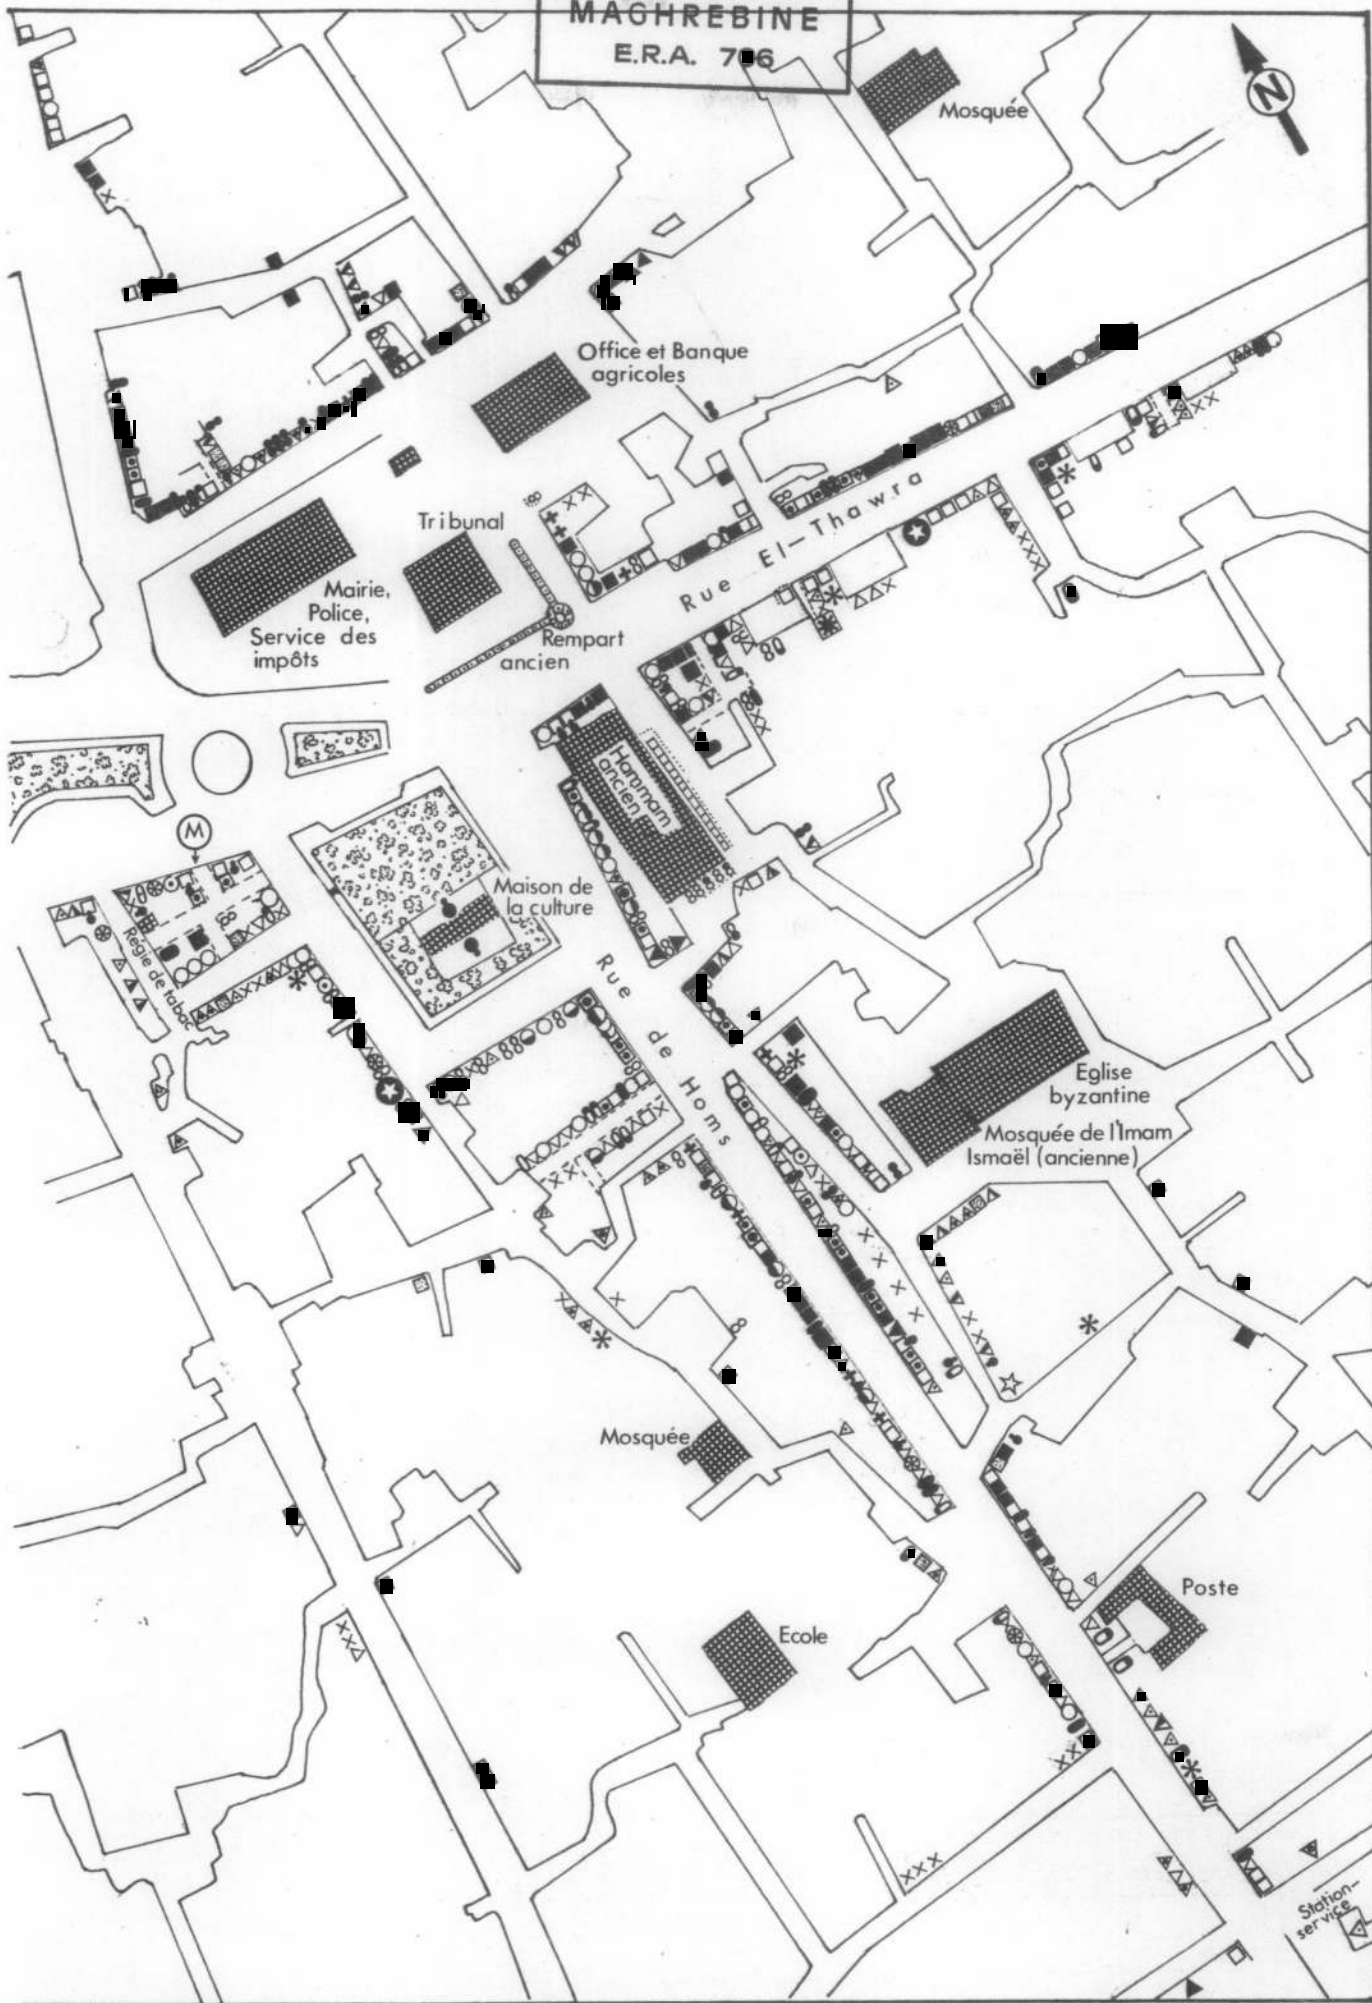 MAGHREBINE
E.R.A. 7 6
N
Mosquée
Office et Banque
agricoles
Tribunal
Rue El-Thawra
Mairie,
Police,
Service des
impôts
Rempart
ancien
Hammam
ancien
M
Maison de
la culture
Régie de tabac
Rue de Homs
Eglise
byzantine
Mosquée de l'Imam
Ismaël (ancienne)
Mosquée
Poste
Ecole
Station-
service